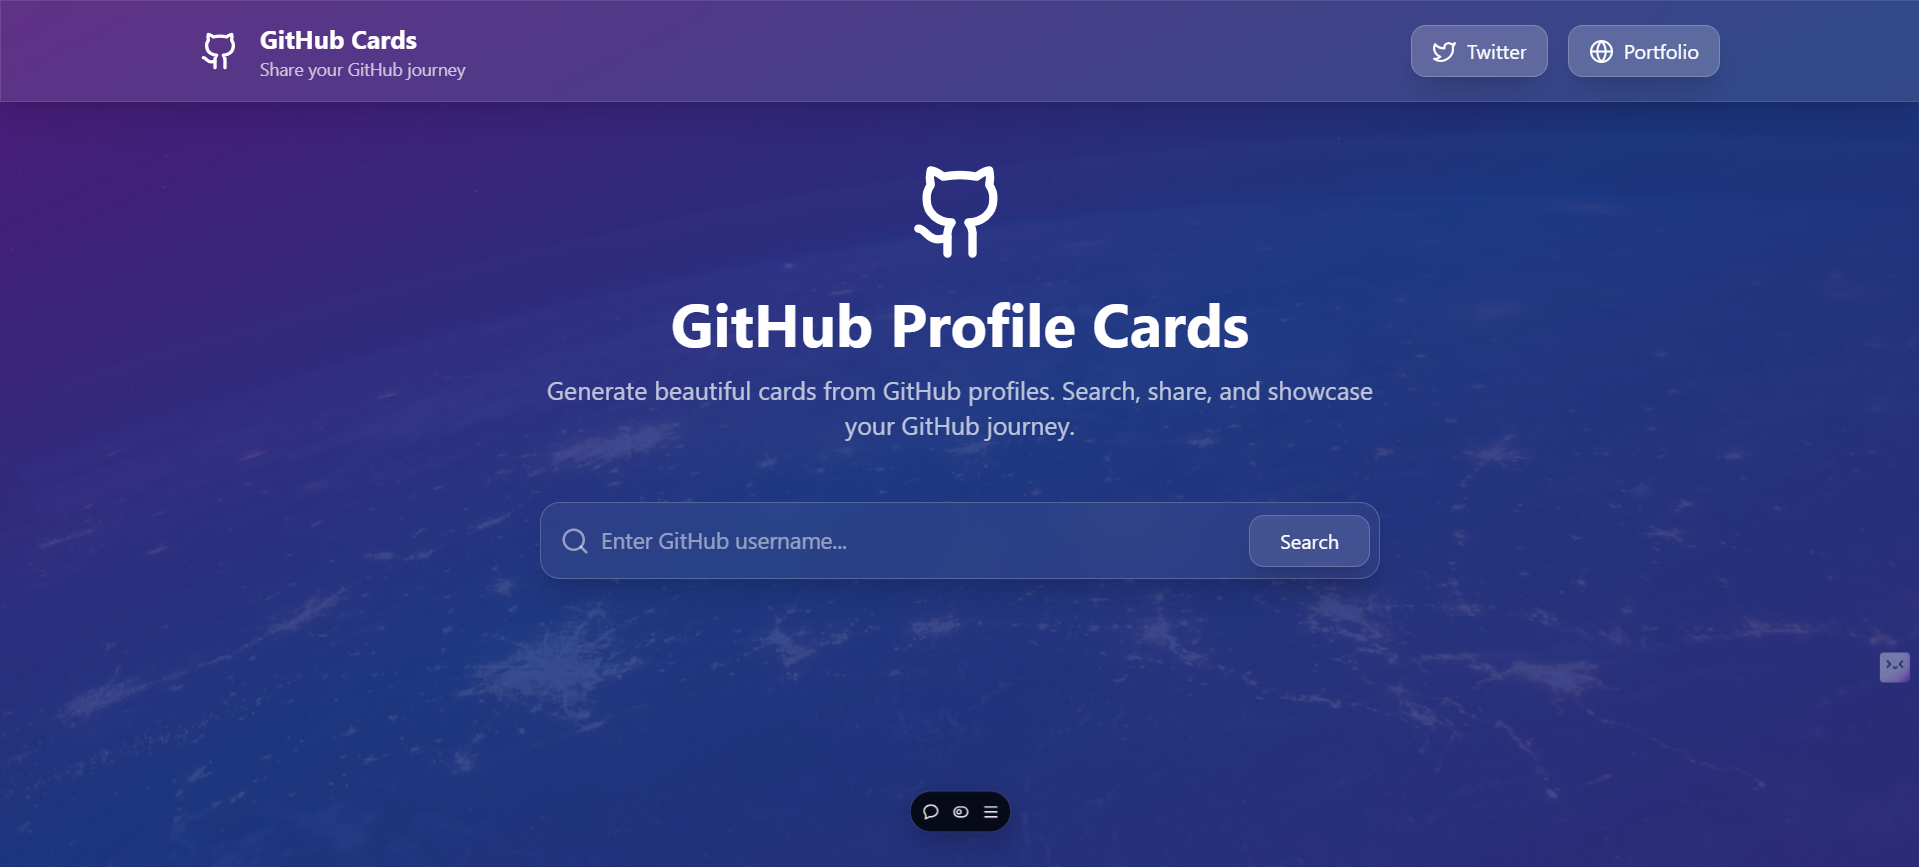 GitHub Cards
Share your GitHub journey
Twitter
Portfolio
GitHub Profile Cards
Generate beautiful cards from GitHub profiles. Search, share, and showcase
your GitHub journey.
Enter GitHub username...
Search